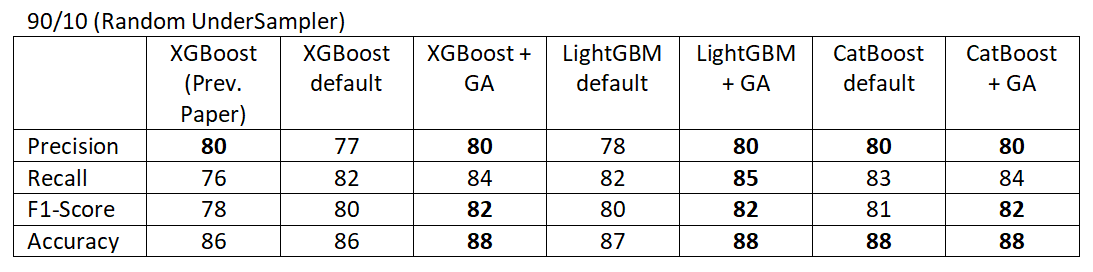 90/10 (Random UnderSampler)
XGBoost (Prev. Paper) XGBoost default XGBoost + GA LightGBM default LightGBM + GA CatBoost default CatBoost + GA
Precision 80 77 80 78 80 80 80
Recall 76 82 84 82 85 83 84
F1-Score 78 80 82 80 82 81 82
Accuracy 86 86 88 87 88 88 88